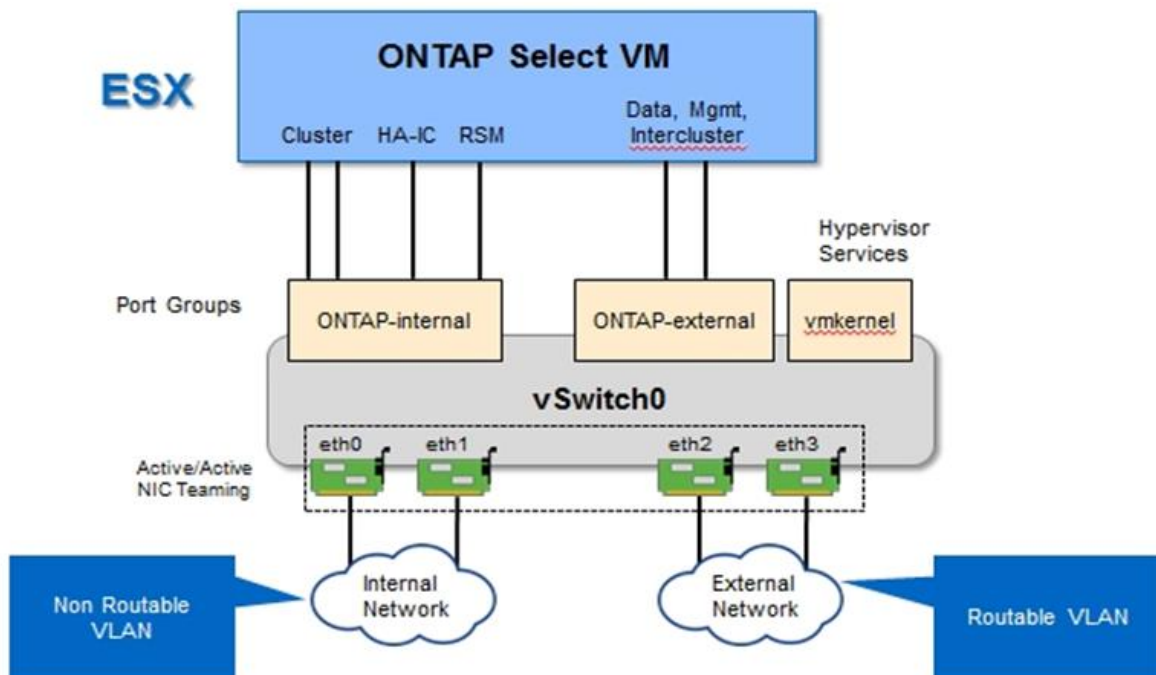 ESX
ONTAP Select VM
Cluster
HA-IC
RSM
Data, Mgmt,
Intercluster
Hypervisor
Services
Port Groups
ONTAP-internal
ONTAP-external
vmkernel
vSwitch0
eth0
eth1
eth2
eth3
Active/Active
NIC Teaming
Non Routable
VLAN
Internal
Network
External
Network
Routable VLAN